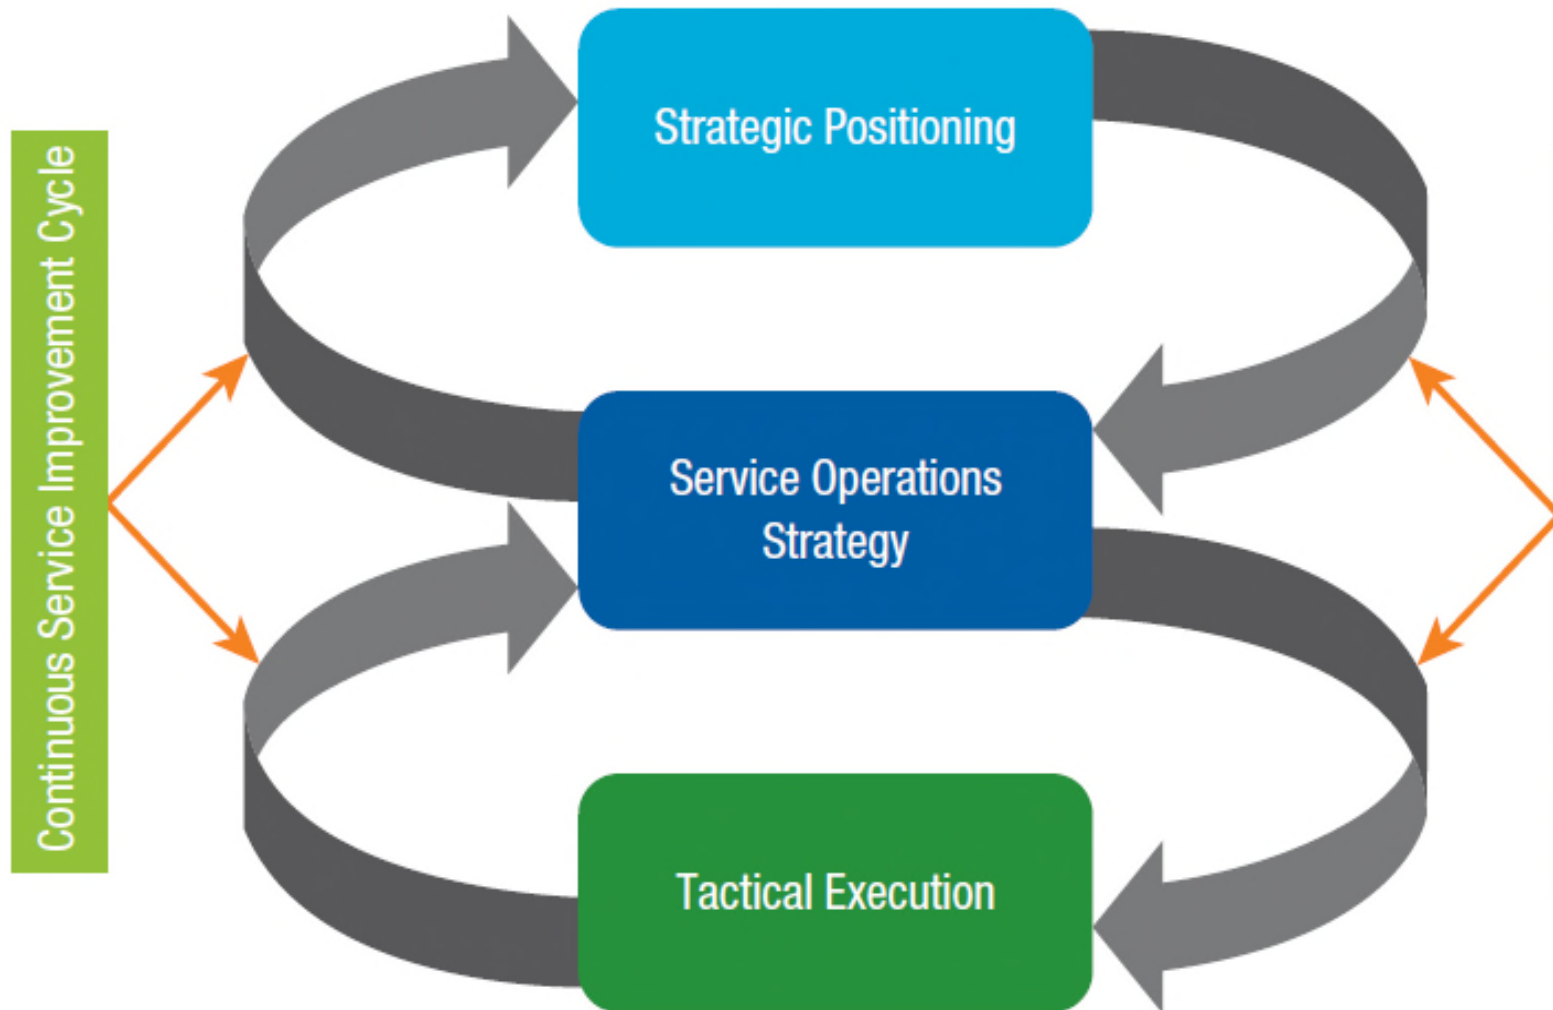 Continuous Service Improvement Cycle
Strategic Positioning
Service Operations
Strategy
Tactical Execution